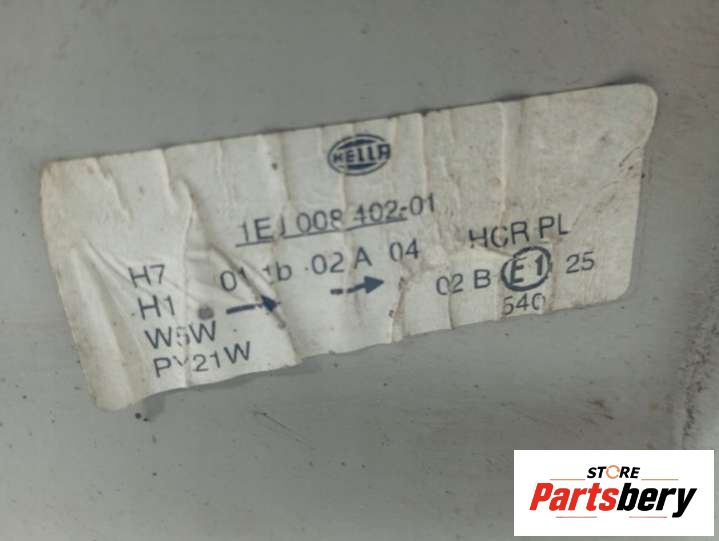 HELLA
1EJ 008 402-01
H7 01 1b 02 A 04 HCR PL
H1 02 B E1 25
W5W 540
PY21W
STORE
Partsbery